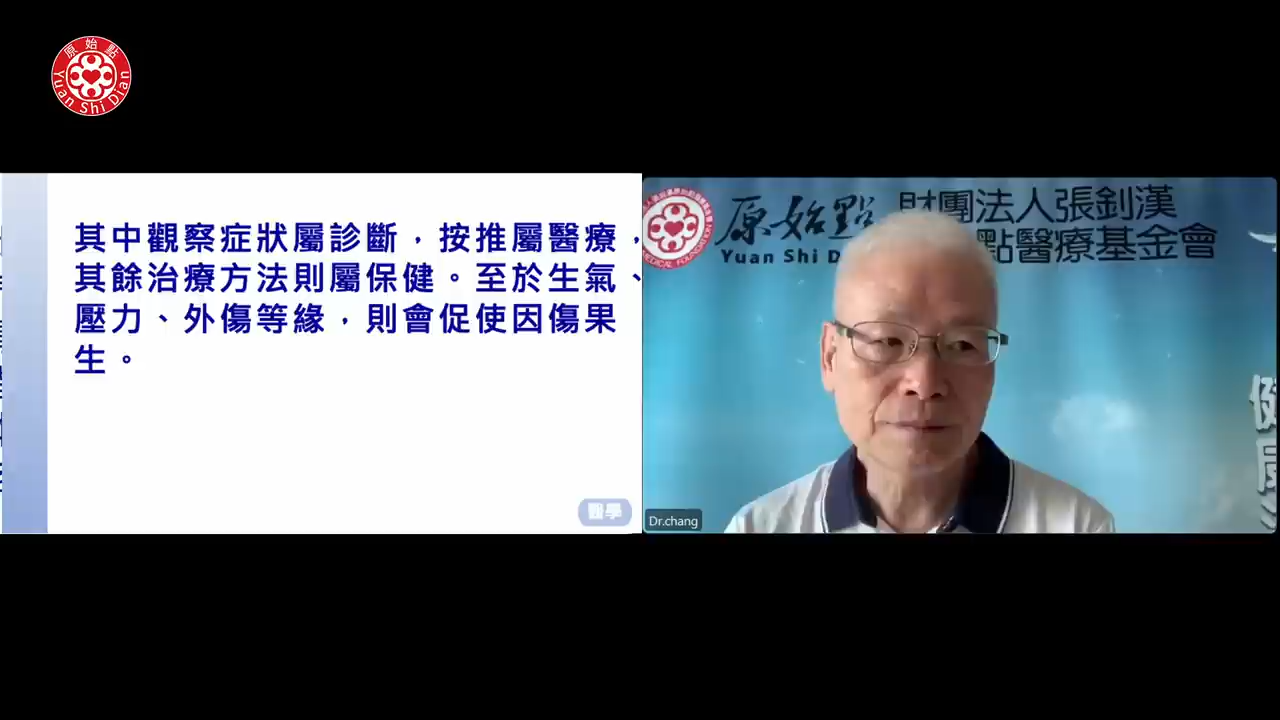 原始點
Yuan Shi Dian
其中觀察症狀屬診斷，按推屬醫療，
其餘治療方法則屬保健。至於生氣、
壓力、外傷等緣，則會促使因傷果
生。
醫學
原始點
Yuan Shi D
財團法人張釗漢
點醫療基金會
Dr.chang